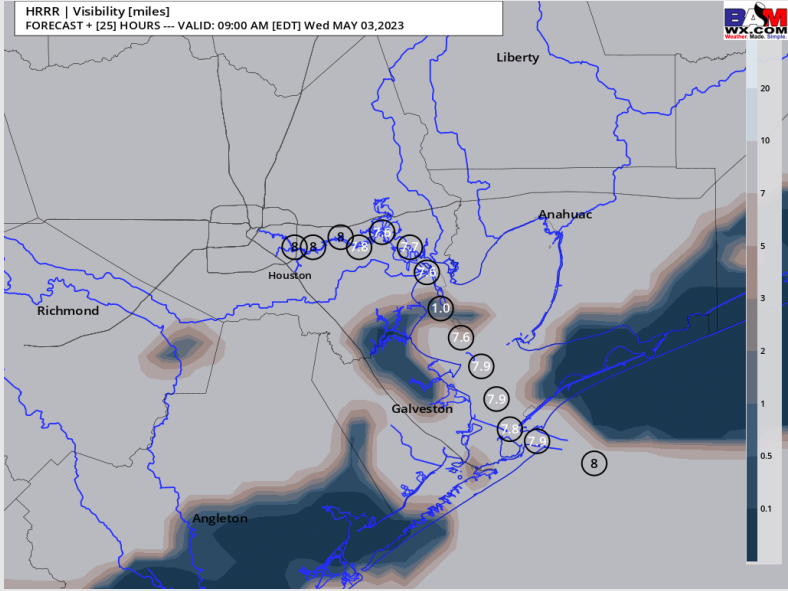 HRRR | Visibility [miles]
FORECAST + [25] HOURS --- VALID: 09:00 AM [EDT] Wed MAY 03,2023
BAM
WX.COM
Weather. Made. Simple.
Liberty
20
10
7
Anahuac
8
8
8
7.8
7.6
7.7
7.6
5
Houston
3
Richmond
1.0
7.6
2
7.9
7.9
1
Galveston
7.8
7.9
0.5
8
0.1
Angleton